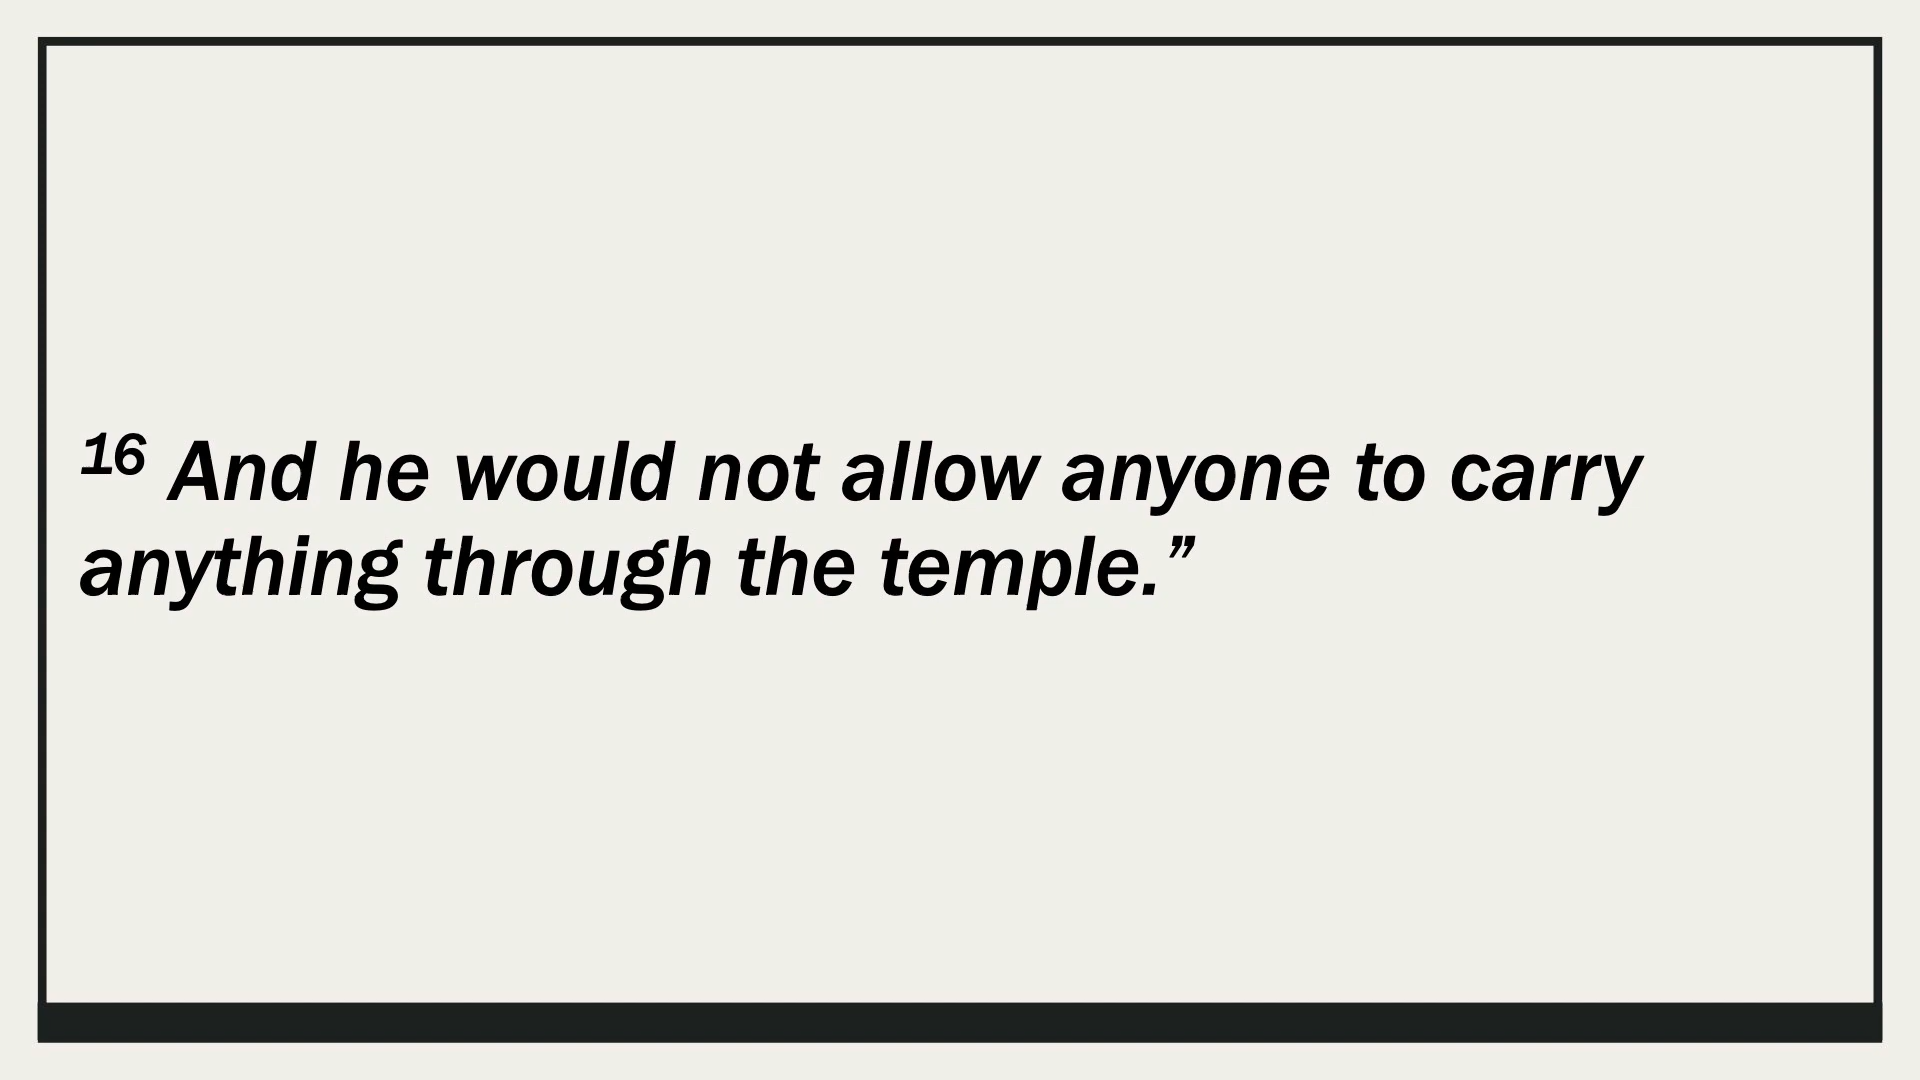 16 And he would not allow anyone to carry
anything through the temple.”